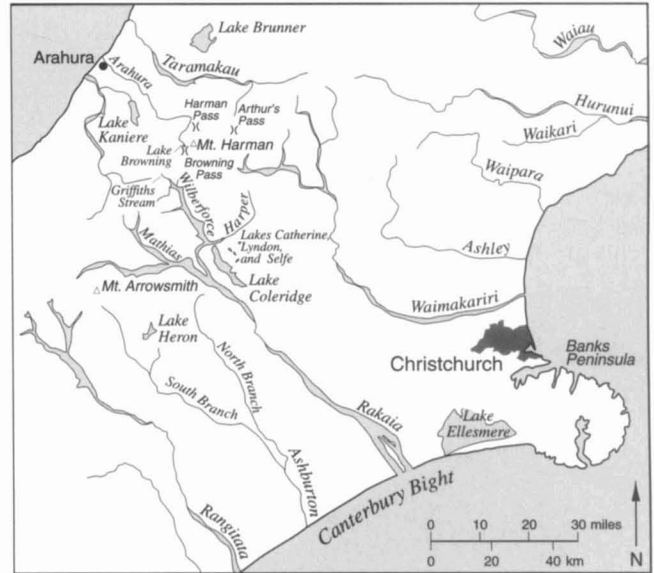 Lake Brunner
Waiau
Arahura
Arahura
Taramakau
Harman
Pass
Arthur's
Pass
Hurunui
Lake
Kaniere
Waikari
Lake
Browning
Mt. Harman
Browning
Pass
Waipara
Griffiths
Stream
Wilberforce
Harper
Mathias
Lakes Catherine,
Lyndon,
and Selfe
Ashley
Lake
Coleridge
Mt. Arrowsmith
Waimakariri
Lake
Heron
North Branch
Christchurch
Banks
Peninsula
South Branch
Rakaia
Lake
Ellesmere
Ashburton
Canterbury Bight
Rangitata
0 10 20 30 miles
0 20 40 km
N